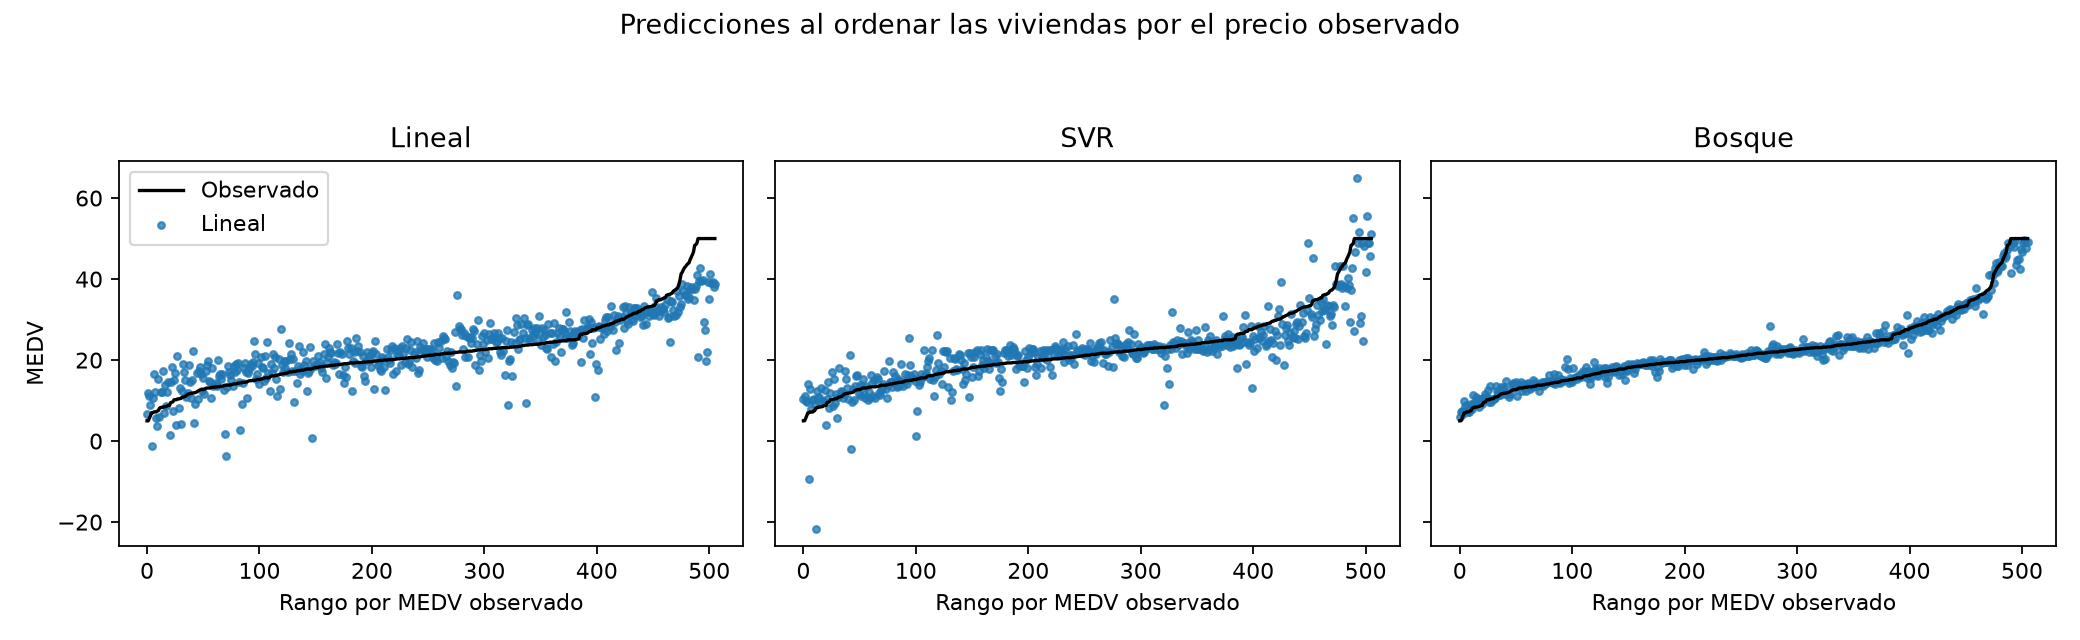 Predicciones al ordenar las viviendas por el precio observado
Lineal
SVR
Bosque
Observado
Lineal
MEDV
60
40
20
0
−20
0 100 200 300 400 500
0 100 200 300 400 500
0 100 200 300 400 500
Rango por MEDV observado
Rango por MEDV observado
Rango por MEDV observado